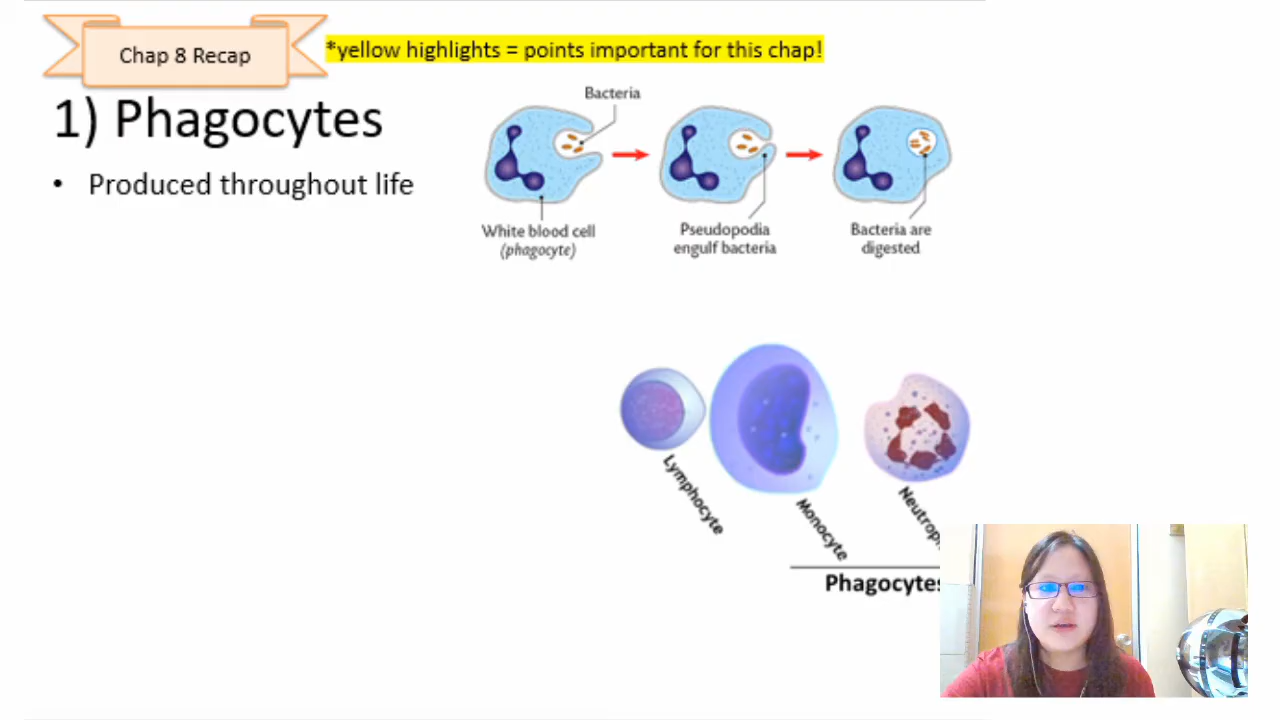 Chap 8 Recap
*yellow highlights = points important for this chap!
1) Phagocytes
• Produced throughout life
Bacteria
White blood cell
(phagocyte)
Pseudopodia
engulf bacteria
Bacteria are
digested
Lymphocyte
Monocyte
Phagocytes